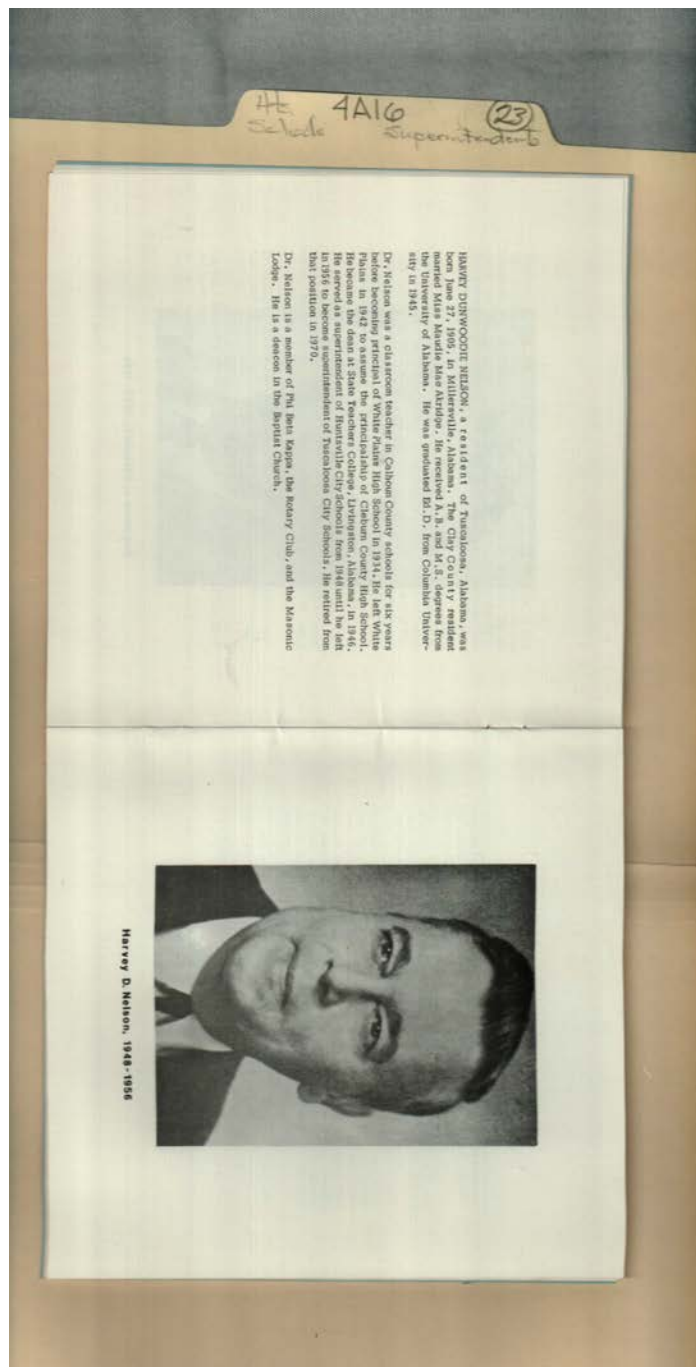 4A16
23
Superintendents
HARVEY DUNWOODIE NELSON, a resident of Tuscaloosa, Alabama, was
born June 27, 1905, in Millersville, Alabama. The Clay County resident
married Miss Maudie Mae Akridge. He received A.B. and M.S. degrees from
the University of Alabama. He was graduated Ed.D. from Columbia Univer-
sity in 1945.
Dr. Nelson was a classroom teacher in Calhoun County schools for six years
before becoming principal of White Plains High School in 1934. He left White
Plains in 1942 to assume the principalship of Cleburn County High School.
He became the dean at State Teachers College, Livingston, Alabama, in 1946.
He served as superintendent of Huntsville City Schools from 1948 until he left
in 1956 to become superintendent of Tuscaloosa City Schools. He retired from
that position in 1970.
Dr. Nelson is a member of Phi Beta Kappa, the Rotary Club, and the Masonic
Lodge. He is a deacon in the Baptist Church.
Harvey D. Nelson, 1948-1956